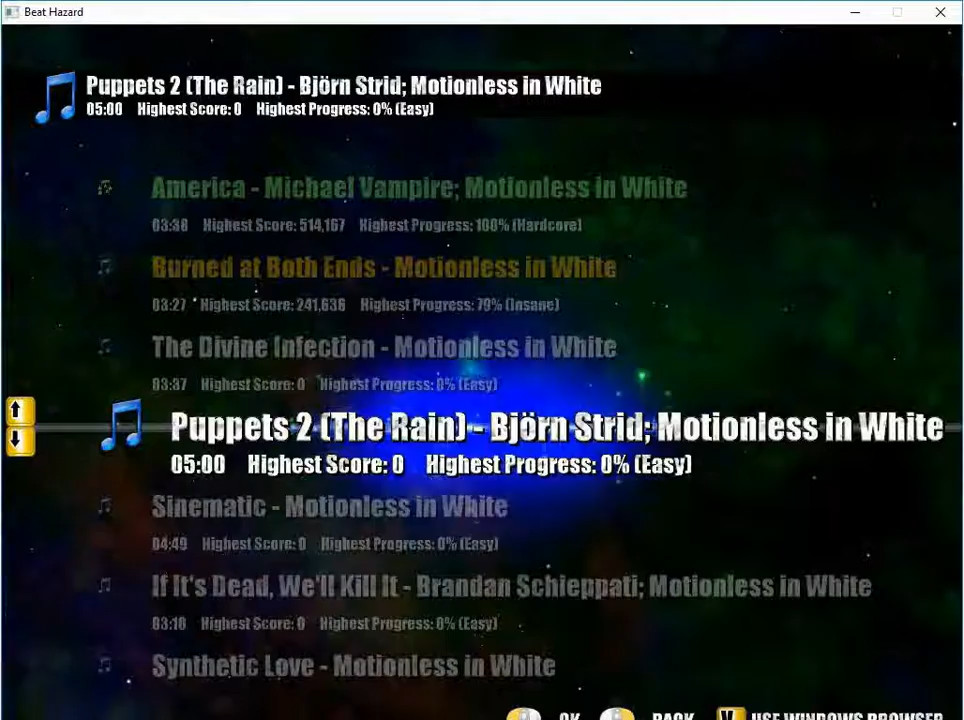 Beat Hazard
Puppets 2 (The Rain) - Björn Strid; Motionless in White
05:00 Highest Score: 0 Highest Progress: 0% (Easy)
America - Michael Vampire; Motionless in White
03:38 Highest Score: 514,167 Highest Progress: 100% (Hardcore)
Burned at Both Ends - Motionless in White
03:27 Highest Score: 241,636 Highest Progress: 79% (Insane)
The Divine Infection - Motionless in White
03:37 Highest Score: 0 Highest Progress: 0% (Easy)
Puppets 2 (The Rain) - Björn Strid; Motionless in White
05:00 Highest Score: 0 Highest Progress: 0% (Easy)
Sinematic - Motionless in White
04:49 Highest Score: 0 Highest Progress: 0% (Easy)
If It's Dead, We'll Kill It - Brandan Schieppati; Motionless in White
03:10 Highest Score: 0 Highest Progress: 0% (Easy)
Synthetic Love - Motionless in White
OK BACK Y USE WINDOWS BROWSER